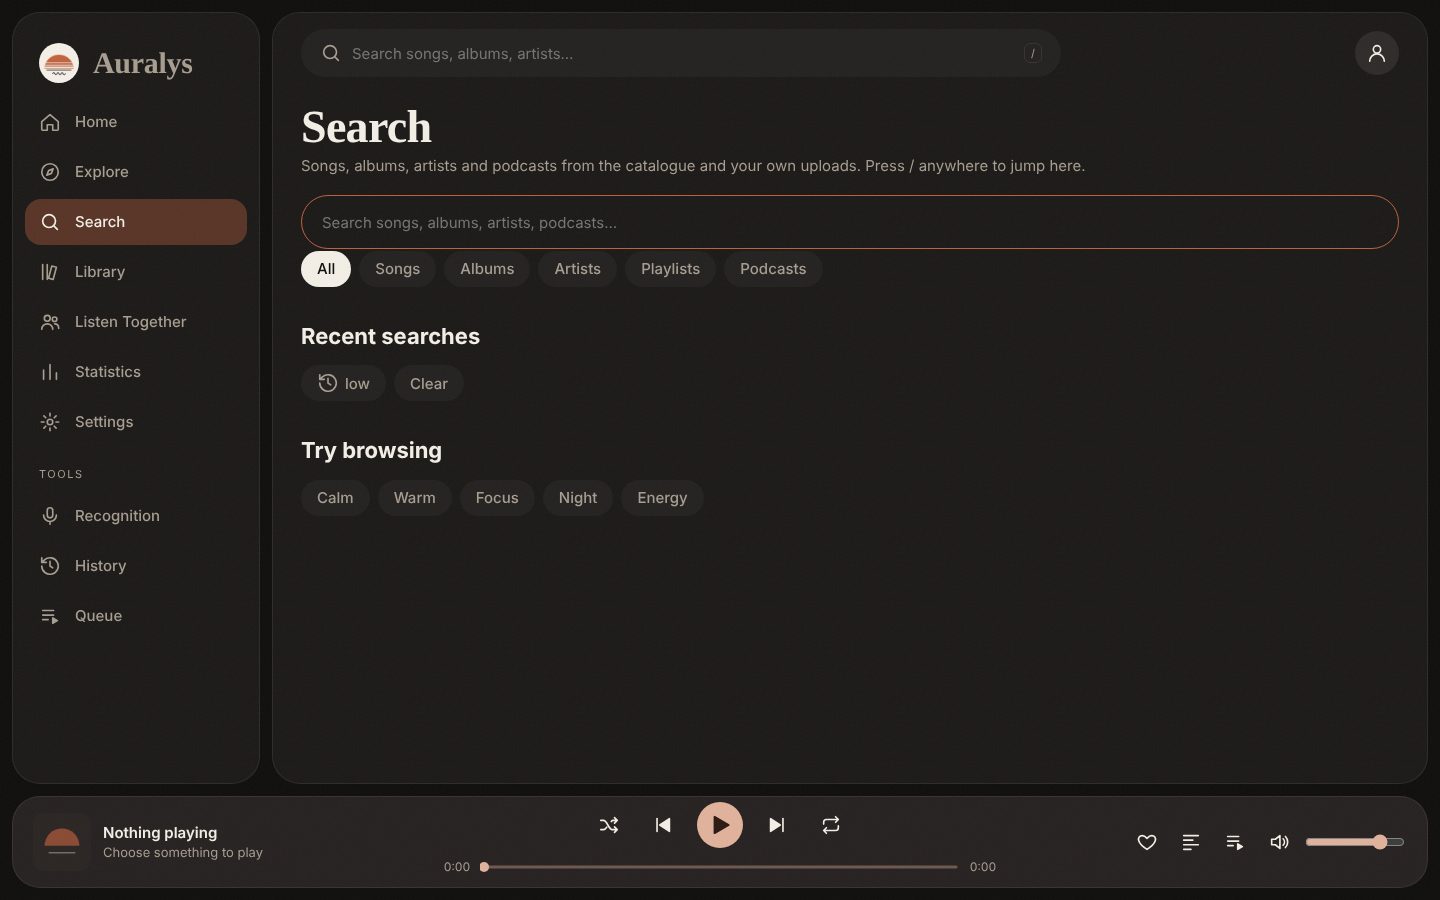 Auralys
Home
Explore
Search
Library
Listen Together
Statistics
Settings
TOOLS
Recognition
History
Queue
Search songs, albums, artists...
/
Search
Songs, albums, artists and podcasts from the catalogue and your own uploads. Press / anywhere to jump here.
Search songs, albums, artists, podcasts...
All Songs Albums Artists Playlists Podcasts
Recent searches
low Clear
Try browsing
Calm Warm Focus Night Energy
Nothing playing
Choose something to play
0:00 0:00